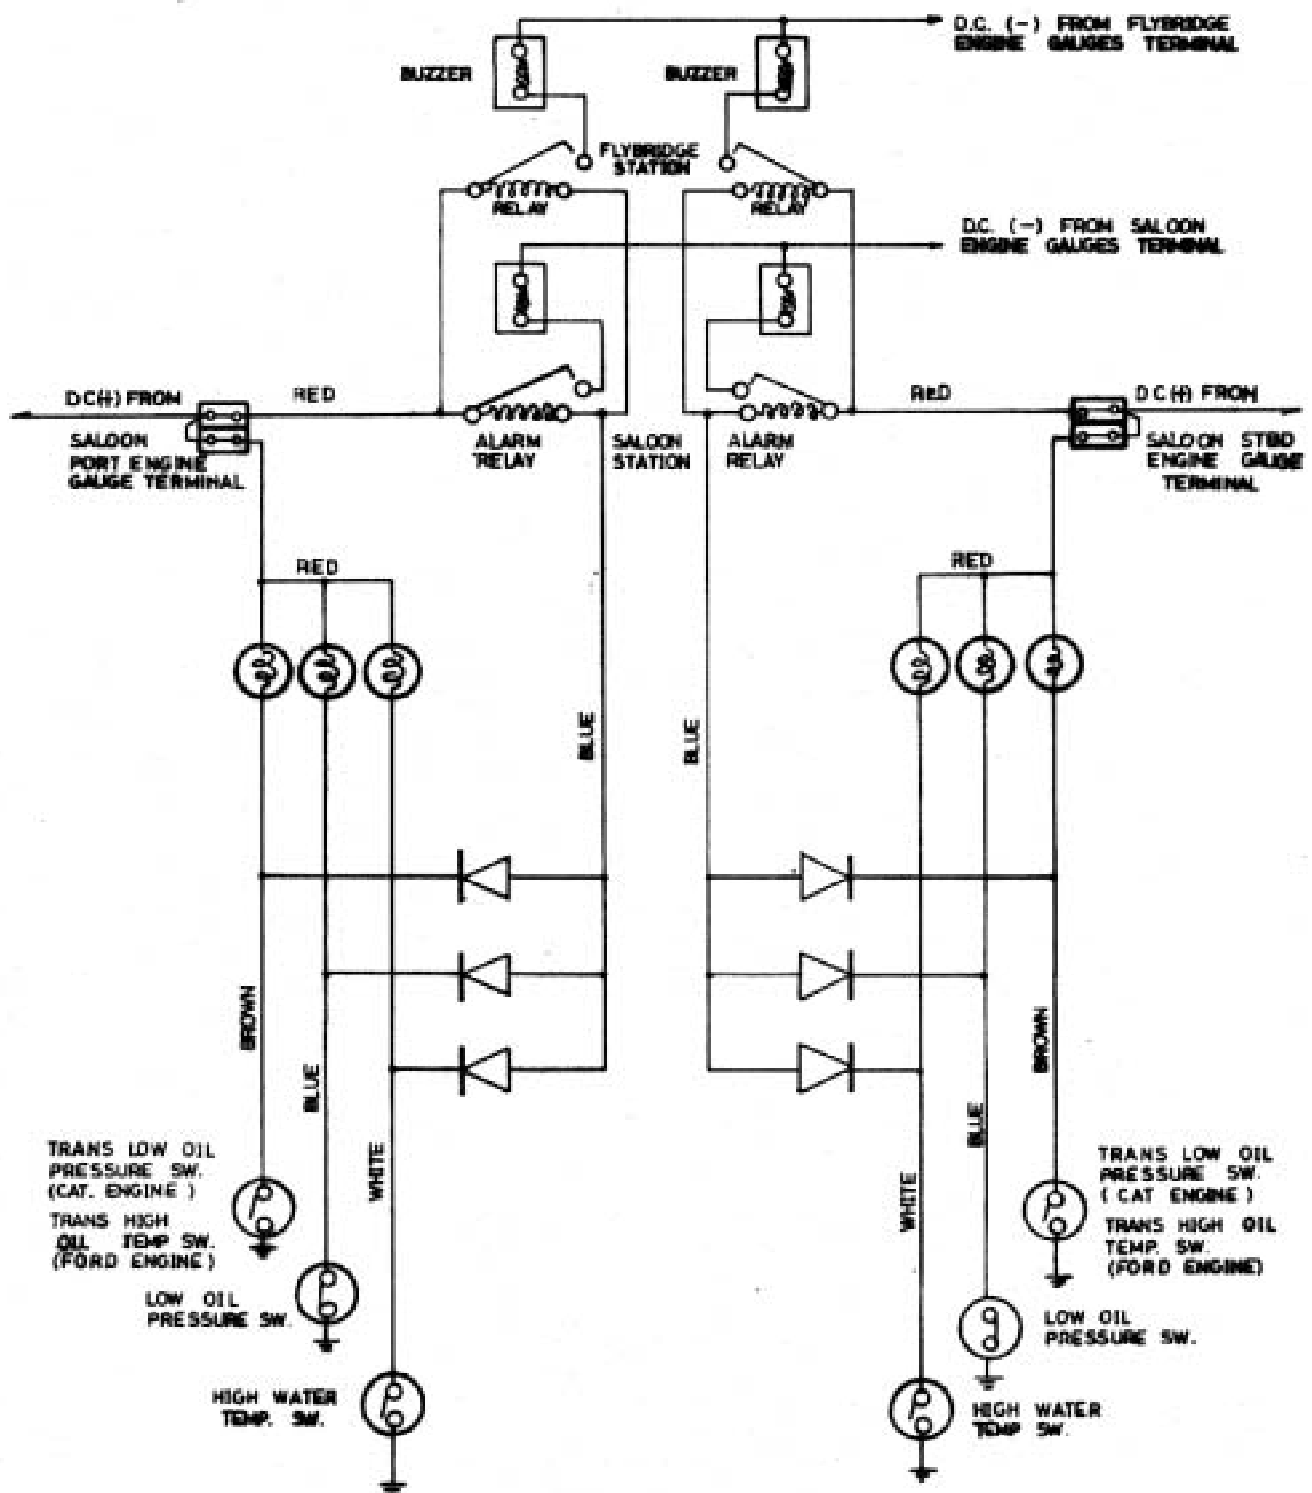 D.C. (-) FROM FLYBRIDGE
ENGINE GAUGES TERMINAL
BUZZER
BUZZER
FLYBRIDGE
STATION
RELAY
RELAY
D.C. (-) FROM SALOON
ENGINE GAUGES TERMINAL
DC(+) FROM
RED
RED
DC(+) FROM
SALOON
PORT ENGINE
GAUGE TERMINAL
ALARM
RELAY
SALOON
STATION
ALARM
RELAY
SALOON STBD
ENGINE GAUGE
TERMINAL
RED
RED
BLUE
BLUE
BROWN
BLUE
WHITE
WHITE
BLUE
BROWN
TRANS LOW OIL
PRESSURE SW.
(CAT. ENGINE)
TRANS HIGH
OIL TEMP SW.
(FORD ENGINE)
TRANS LOW OIL
PRESSURE SW.
(CAT ENGINE)
TRANS HIGH OIL
TEMP. SW.
(FORD ENGINE)
LOW OIL
PRESSURE SW.
LOW OIL
PRESSURE SW.
HIGH WATER
TEMP. SW.
HIGH WATER
TEMP SW.